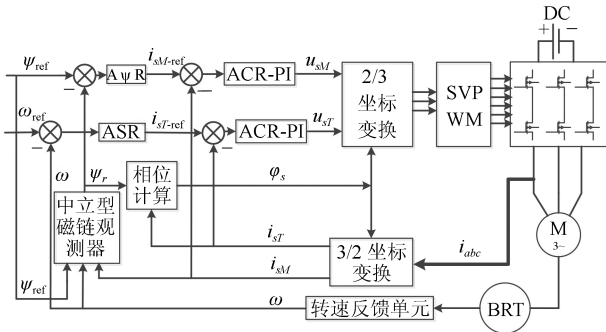 DC
+ −
ψref
AψR
isM-ref
ACR-PI
usM
2/3
坐标
变换
SVP
WM
ωref
ASR
isT-ref
ACR-PI
usT
ω
ψr
相位
计算
φs
中立型
磁链观
测器
isT
isM
3/2 坐标
变换
iabc
M
3~
ψref
ω
转速反馈单元
BRT